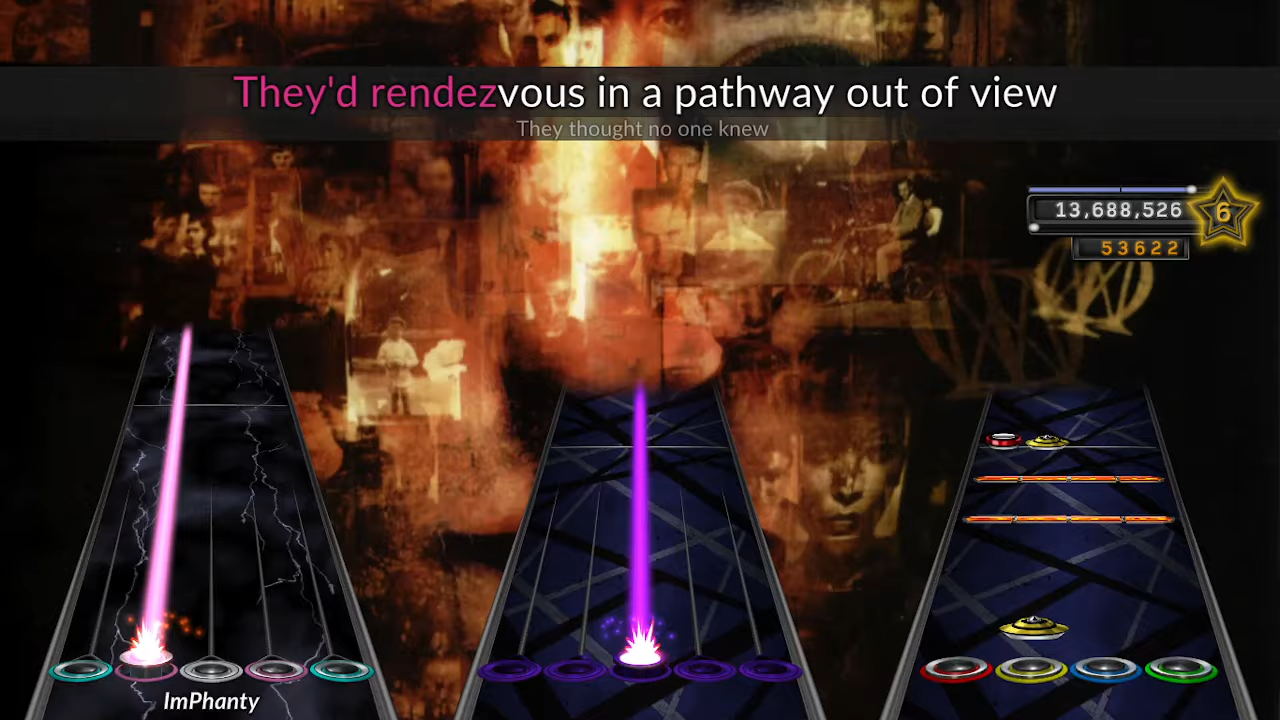 They'd rendezvous in a pathway out of view
They thought no one knew
13,688,526
6
53622
ImPhanty